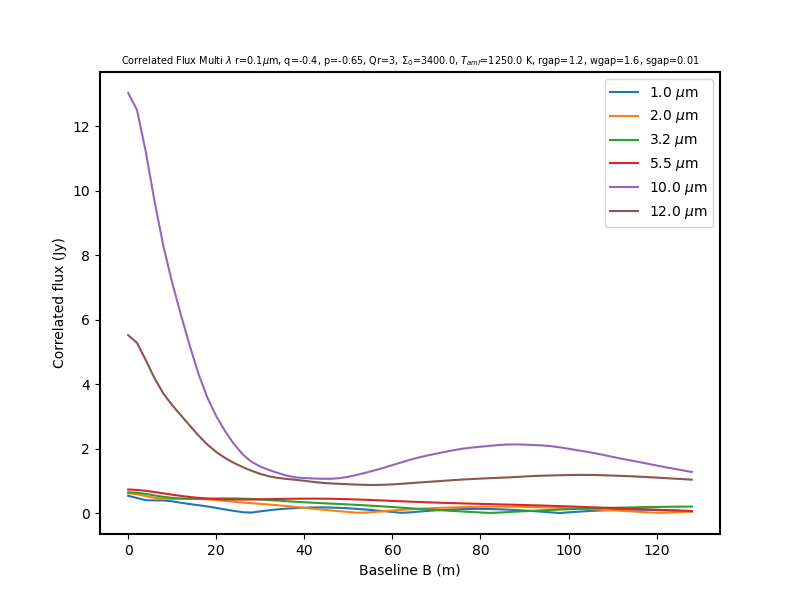 Correlated Flux Multi λ r=0.1μm, q=-0.4, p=-0.65, Qr=3, Σ₀=3400.0, T_amf=1250.0 K, rgap=1.2, wgap=1.6, sgap=0.01
1.0 μm
2.0 μm
3.2 μm
5.5 μm
10.0 μm
12.0 μm
Correlated flux (Jy)
12
10
8
6
4
2
0
0 20 40 60 80 100 120
Baseline B (m)